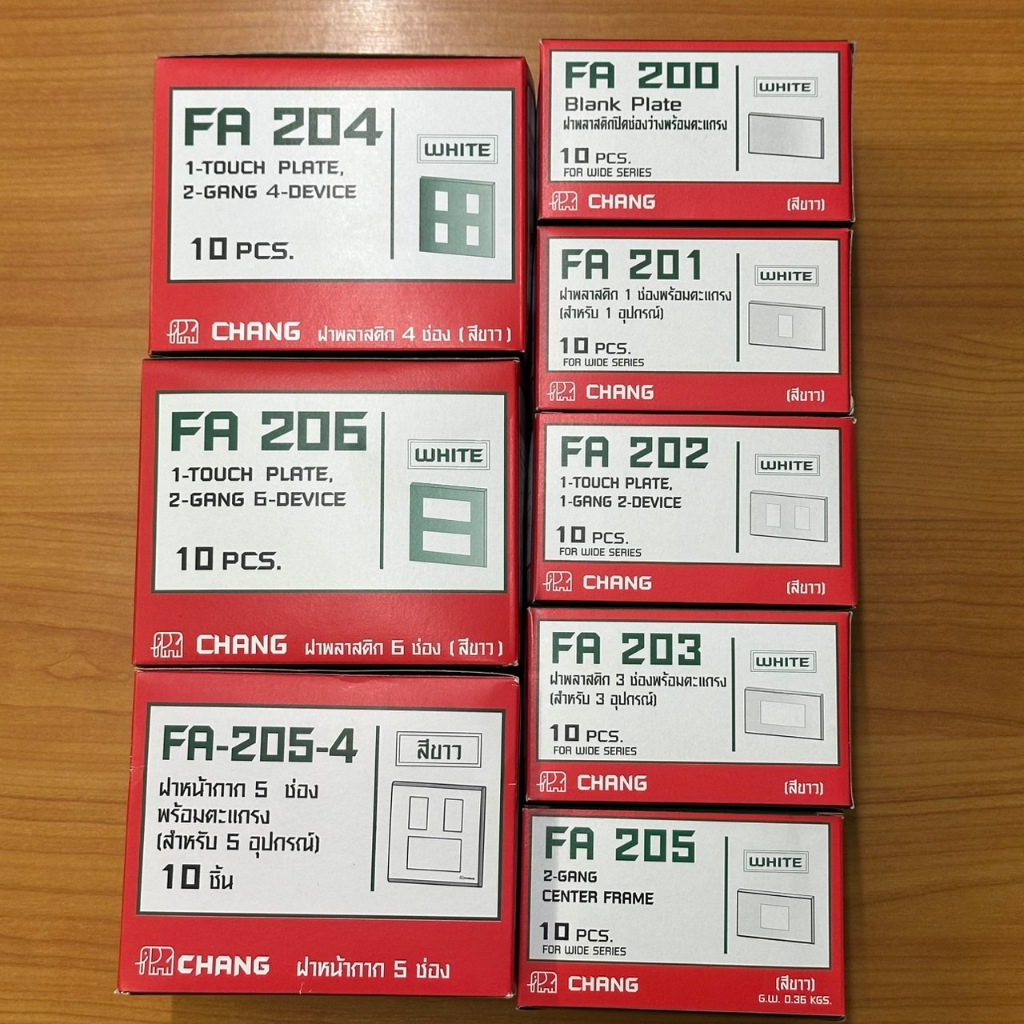 FA 204
1-TOUCH PLATE,
2-GANG 4-DEVICE
10 PCS.
WHITE
CHANG ฝาพลาสติก 4 ช่อง (สีขาว)
FA 206
1-TOUCH PLATE,
2-GANG 6-DEVICE
10 PCS.
WHITE
CHANG ฝาพลาสติก 6 ช่อง (สีขาว)
FA-205-4
ฝาหน้ากาก 5 ช่อง
พร้อมตะแกรง
(สำหรับ 5 อุปกรณ์)
10 ชิ้น
สีขาว
CHANG ฝาหน้ากาก 5 ช่อง
FA 200
Blank Plate
ฝาพลาสติกปิดช่องว่างพร้อมตะแกรง
10 PCS.
FOR WIDE SERIES
WHITE
CHANG (สีขาว)
FA 201
ฝาพลาสติก 1 ช่องพร้อมตะแกรง
(สำหรับ 1 อุปกรณ์)
10 PCS.
FOR WIDE SERIES
WHITE
CHANG (สีขาว)
FA 202
1-TOUCH PLATE,
1-GANG 2-DEVICE
10 PCS.
FOR WIDE SERIES
WHITE
CHANG (สีขาว)
FA 203
ฝาพลาสติก 3 ช่องพร้อมตะแกรง
(สำหรับ 3 อุปกรณ์)
10 PCS.
FOR WIDE SERIES
WHITE
CHANG (สีขาว)
FA 205
2-GANG
CENTER FRAME
10 PCS.
FOR WIDE SERIES
WHITE
CHANG (สีขาว)
G.W. 0.36 KGS.